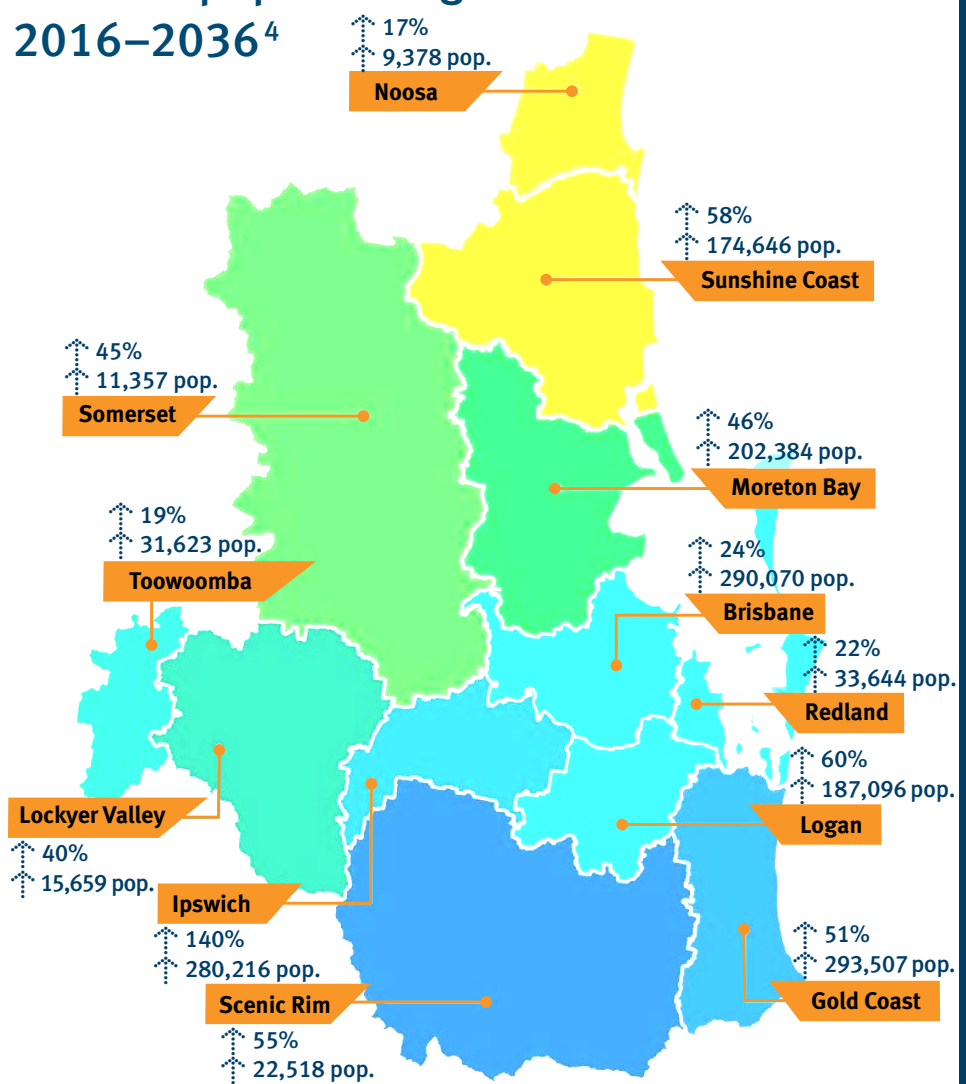 2016–2036⁴
17%
9,378 pop.
Noosa
58%
174,646 pop.
Sunshine Coast
45%
11,357 pop.
Somerset
46%
202,384 pop.
Moreton Bay
19%
31,623 pop.
Toowoomba
24%
290,070 pop.
Brisbane
22%
33,644 pop.
Redland
60%
187,096 pop.
Logan
Lockyer Valley
40%
15,659 pop.
Ipswich
140%
280,216 pop.
51%
293,507 pop.
Gold Coast
Scenic Rim
55%
22,518 pop.